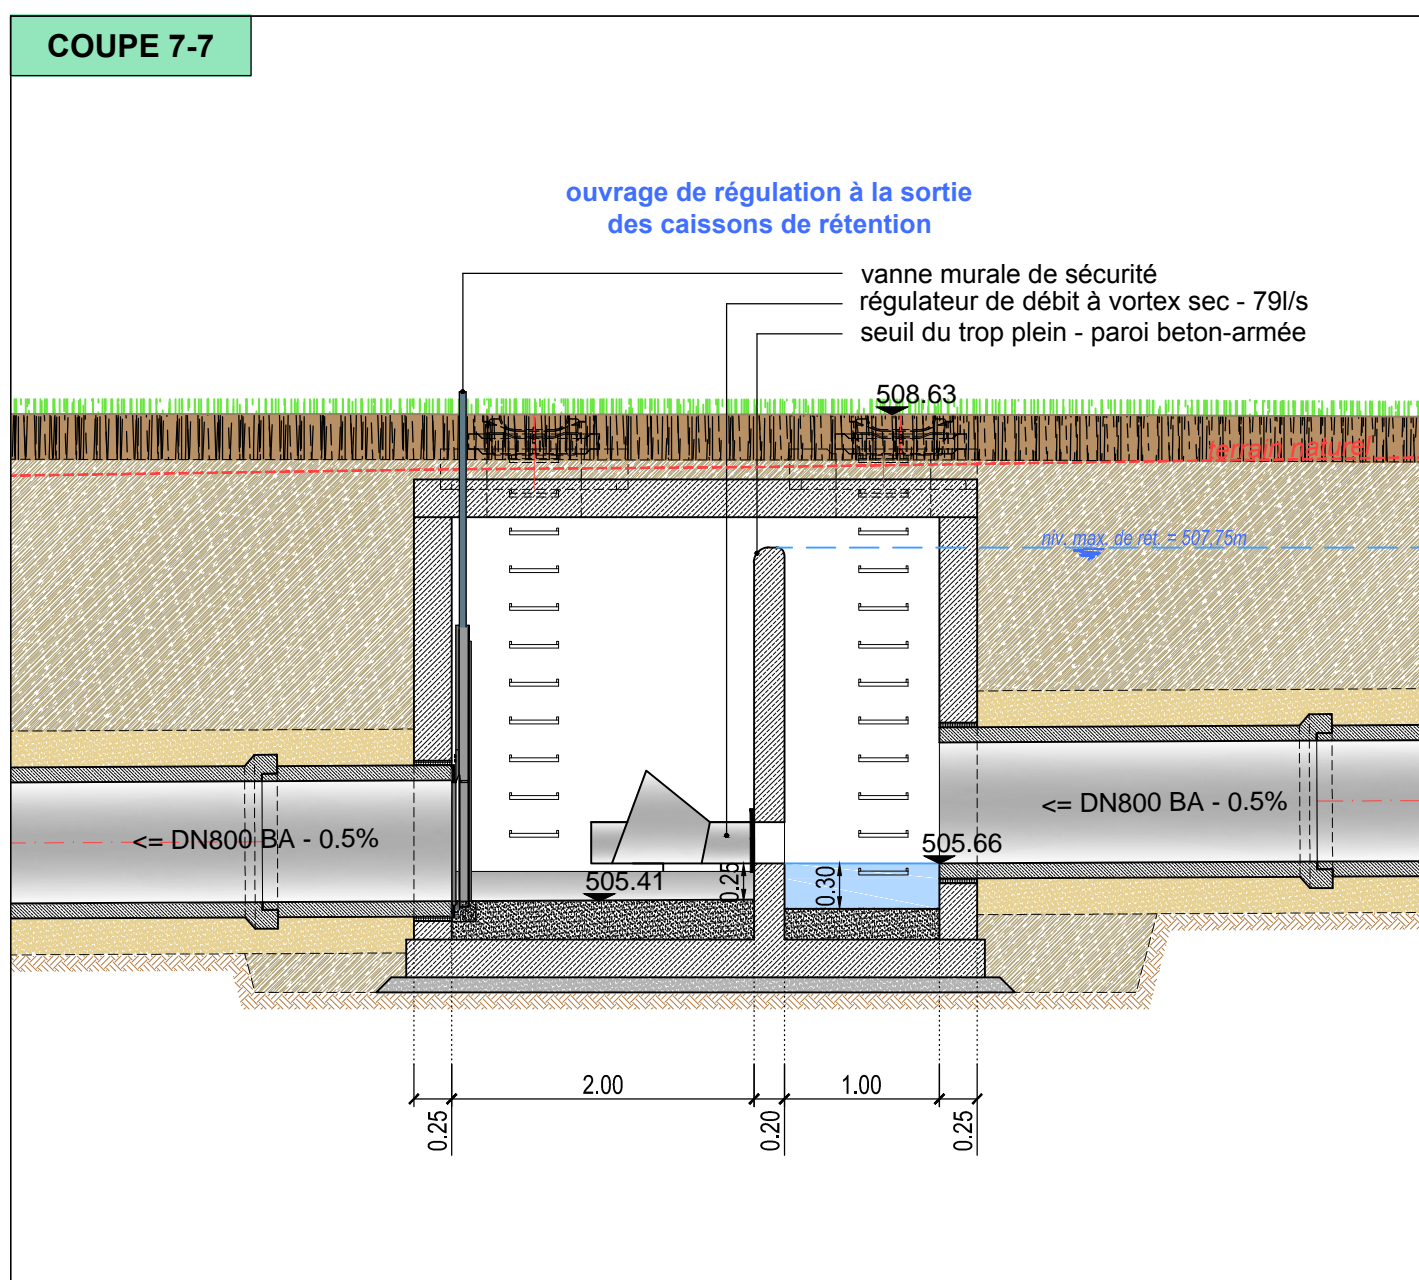 COUPE 7-7
ouvrage de régulation à la sortie
des caissons de rétention
vanne murale de sécurité
régulateur de débit à vortex sec - 79l/s
seuil du trop plein - paroi beton-armée
508.63
terrain naturel
niv. max. de rét. = 507.75m
<= DN800 BA - 0.5%
<= DN800 BA - 0.5%
505.66
505.41
0.25
0.30
2.00
1.00
0.25
0.20
0.25